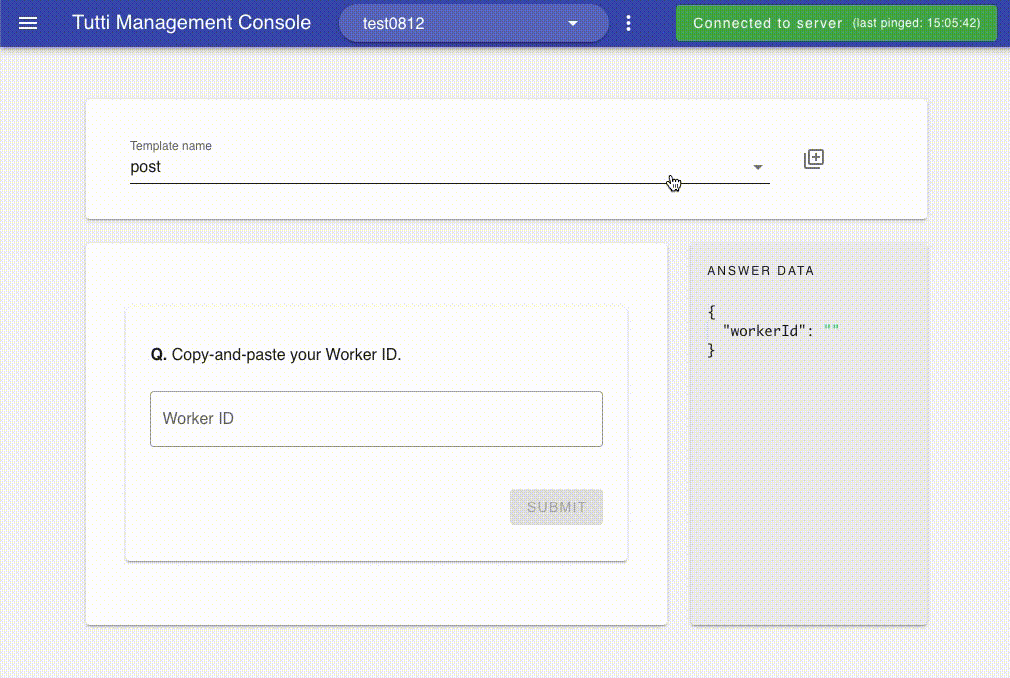 Tutti Management Console test0812 Connected to server (last pinged: 15:05:42)
Template name
post
ANSWER DATA
{
"workerId": ""
}
Q. Copy-and-paste your Worker ID.
Worker ID
SUBMIT